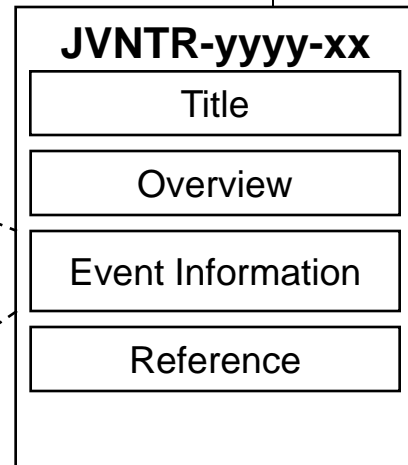 JVNTR-yyyy-xx
Title
Overview
Event Information
Reference